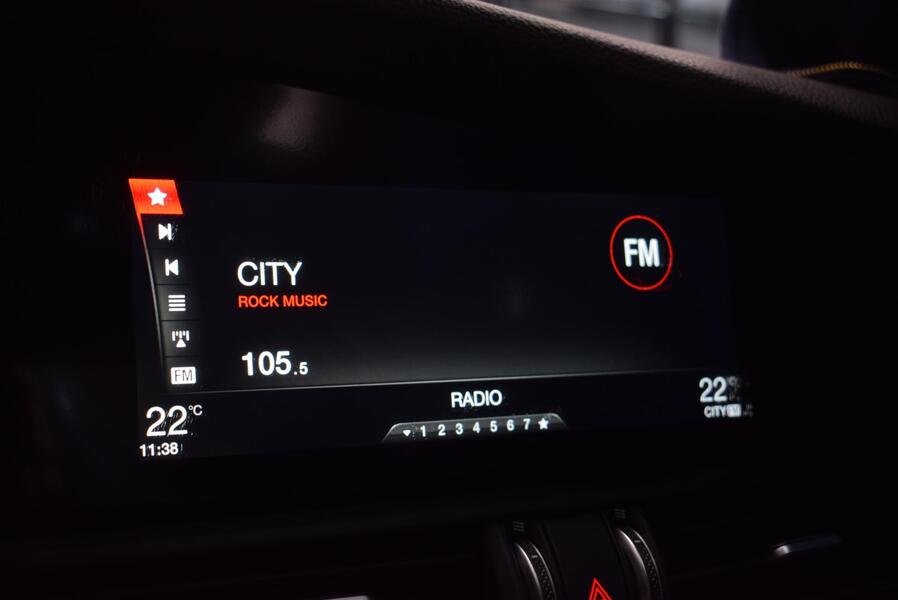 FM
CITY
ROCK MUSIC
105.5
FM
RADIO
22°C
22°
1 2 3 4 5 6 7
CITY
11:38